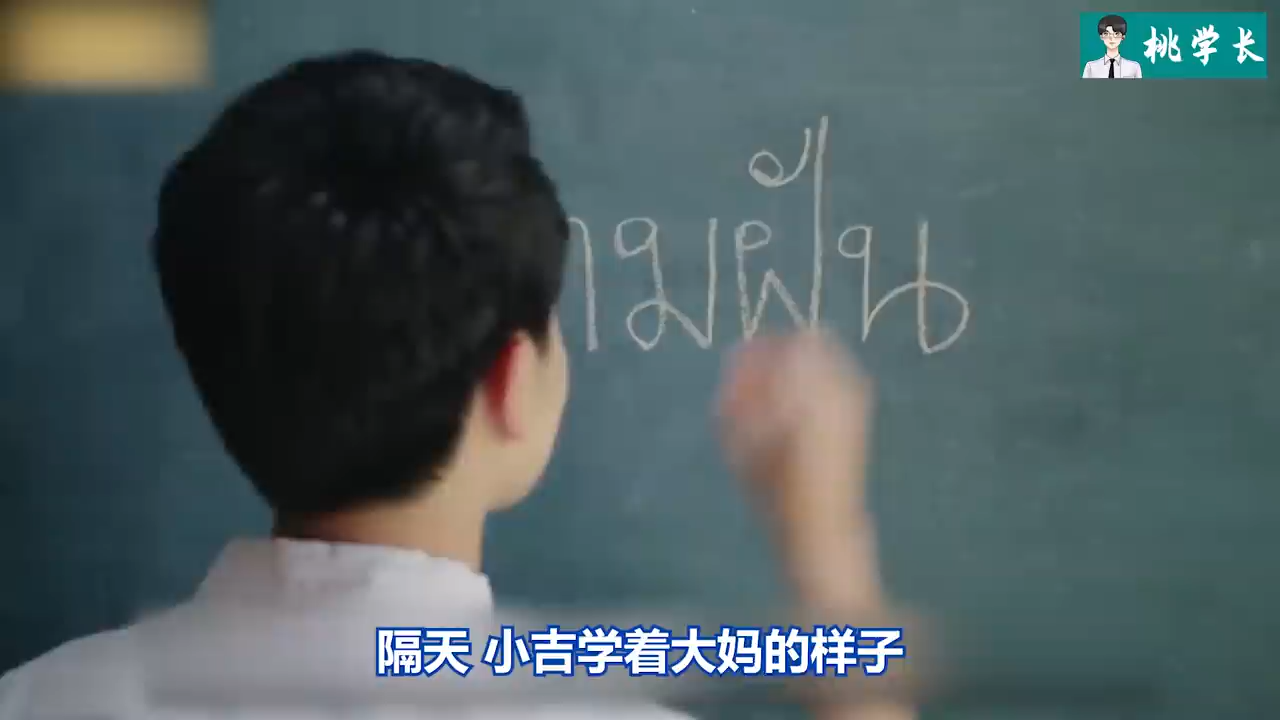 桃学长
ามฝัน
隔天 小吉学着大妈的样子